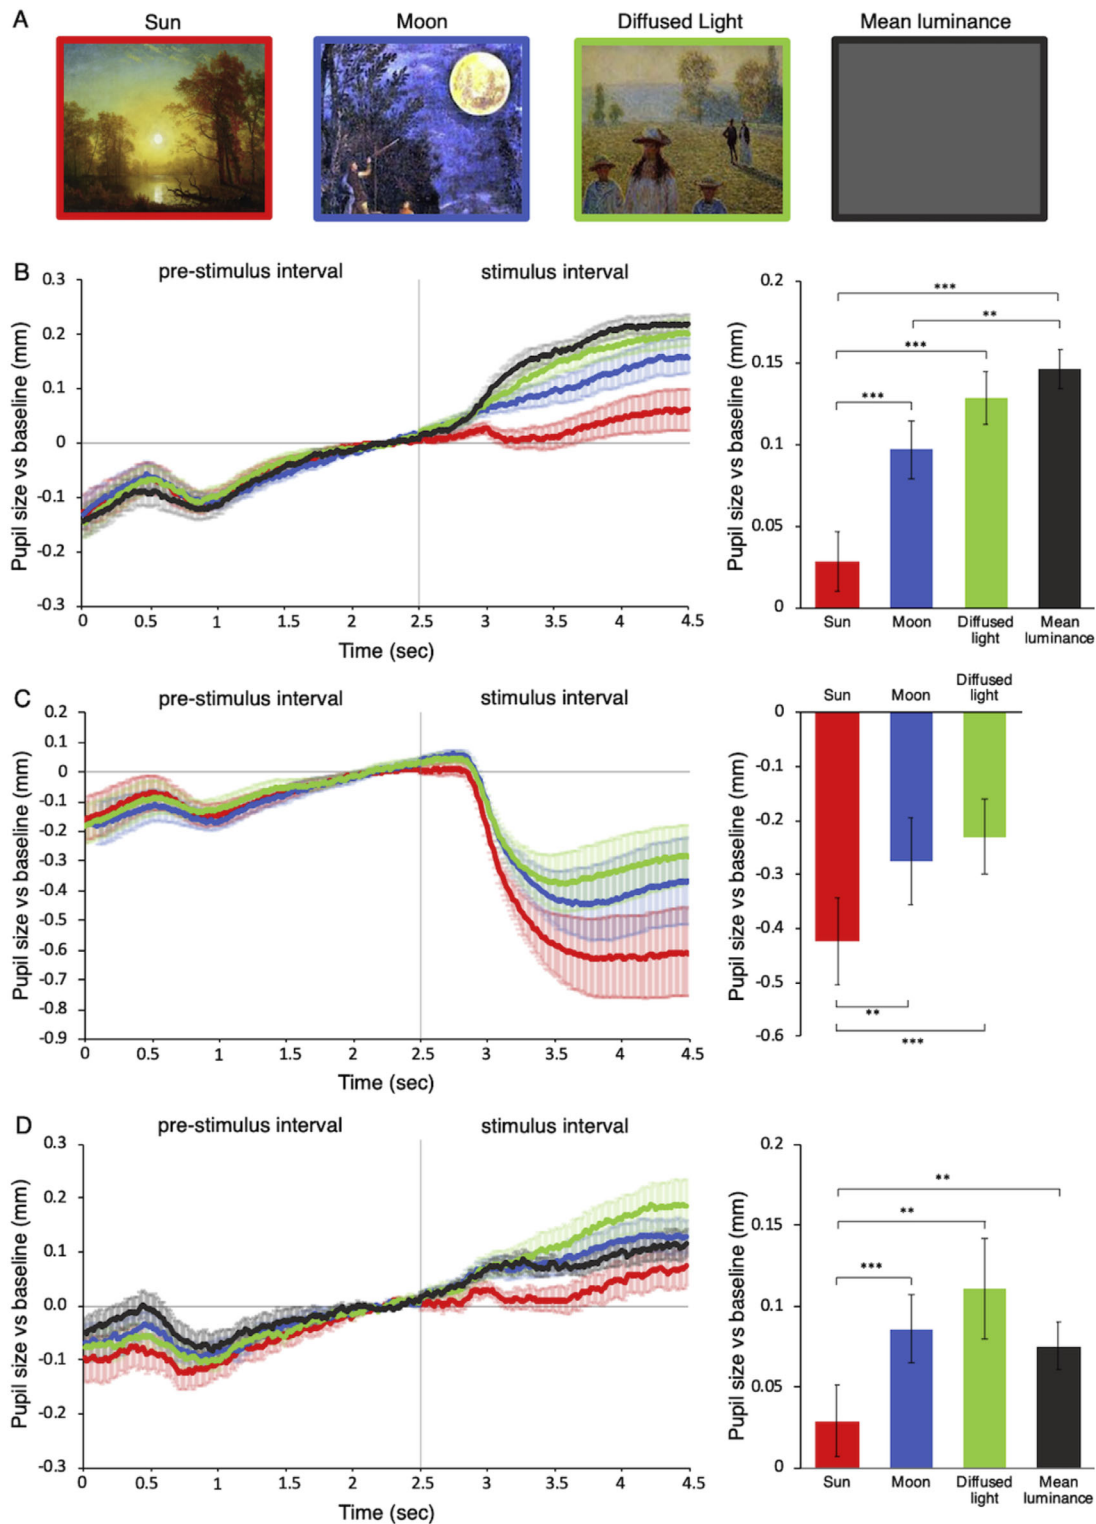 A
Sun
Moon
Diffused Light
Mean luminance
B
pre-stimulus interval
stimulus interval
Pupil size vs baseline (mm)
0.3
0.2
0.1
0
-0.1
-0.2
-0.3
0 0.5 1 1.5 2 2.5 3 3.5 4 4.5
Time (sec)
Pupil size vs baseline (mm)
0.2
0.15
0.1
0.05
0
***
**
***
***
Sun
Moon
Diffused
light
Mean
luminance
C
pre-stimulus interval
stimulus interval
Pupil size vs baseline (mm)
0.2
0.1
0
-0.1
-0.2
-0.3
-0.4
-0.5
-0.6
-0.7
-0.8
-0.9
0 0.5 1 1.5 2 2.5 3 3.5 4 4.5
Time (sec)
Sun
Moon
Diffused
light
Pupil size vs baseline (mm)
0
-0.1
-0.2
-0.3
-0.4
-0.5
-0.6
**
***
D
pre-stimulus interval
stimulus interval
Pupil size vs baseline (mm)
0.3
0.2
0.1
0.0
-0.1
-0.2
-0.3
0 0.5 1 1.5 2 2.5 3 3.5 4 4.5
Time (sec)
Pupil size vs baseline (mm)
0.2
0.15
0.1
0.05
0
**
**
***
Sun
Moon
Diffused
light
Mean
luminance